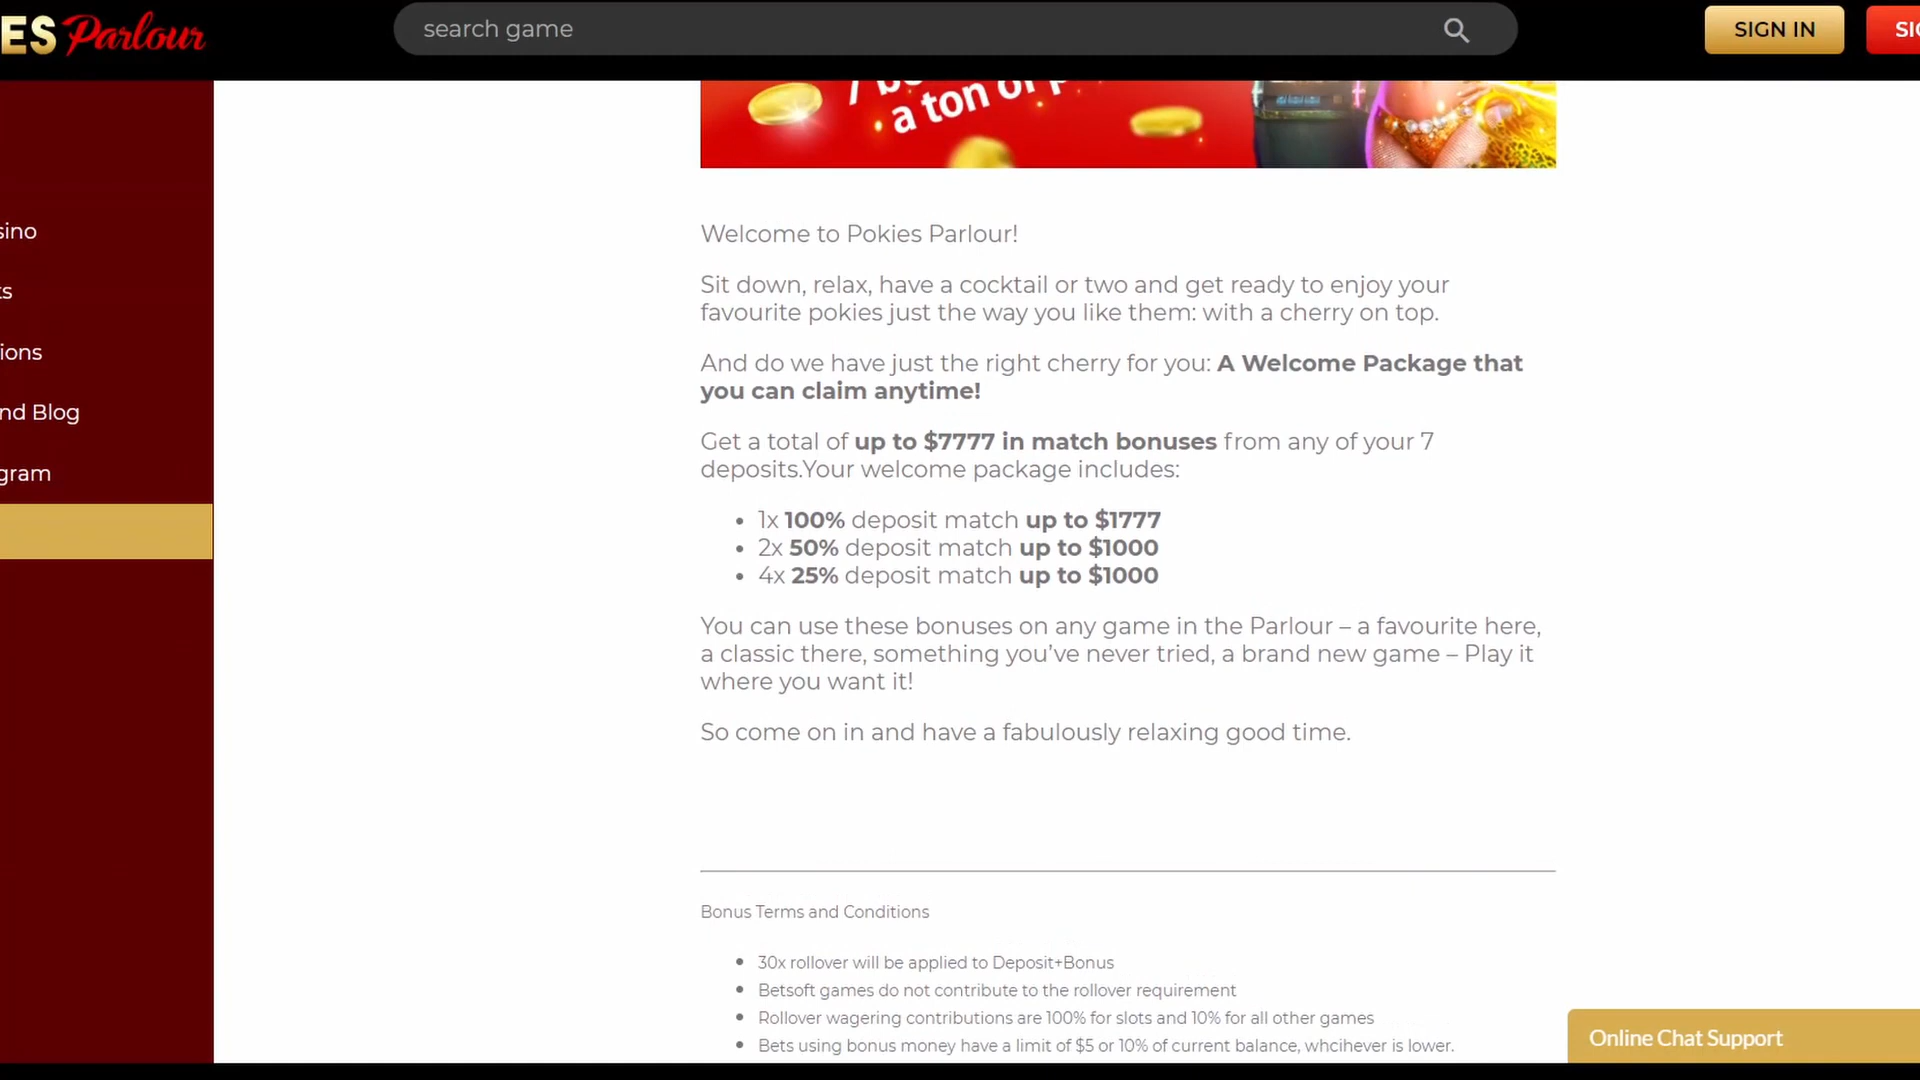 ES Parlour
search game
SIGN IN
a ton of
sino
ts
ions
nd Blog
gram
Welcome to Pokies Parlour!
Sit down, relax, have a cocktail or two and get ready to enjoy your
favourite pokies just the way you like them: with a cherry on top.
And do we have just the right cherry for you: A Welcome Package that
you can claim anytime!
Get a total of up to $7777 in match bonuses from any of your 7
deposits.Your welcome package includes:
• 1x 100% deposit match up to $1777
• 2x 50% deposit match up to $1000
• 4x 25% deposit match up to $1000
You can use these bonuses on any game in the Parlour – a favourite here,
a classic there, something you've never tried, a brand new game – Play it
where you want it!
So come on in and have a fabulously relaxing good time.
Bonus Terms and Conditions
• 30x rollover will be applied to Deposit+Bonus
• Betsoft games do not contribute to the rollover requirement
• Rollover wagering contributions are 100% for slots and 10% for all other games
• Bets using bonus money have a limit of $5 or 10% of current balance, whcihever is lower.
Online Chat Support